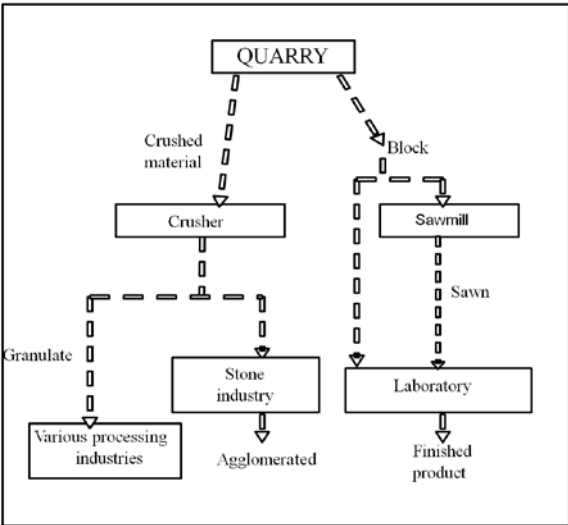 QUARRY
Crushed
material
Block
Crusher
Sawmill
Sawn
Granulate
Stone
industry
Laboratory
Various processing
industries
Agglomerated
Finished
product